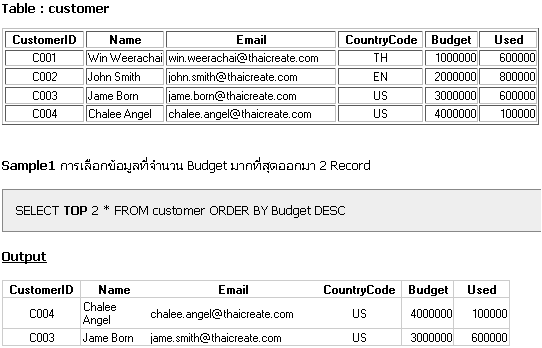 Table : customer
CustomerID Name Email CountryCode Budget Used
C001 Win Weerachai win.weerachai@thaicreate.com TH 1000000 600000
C002 John Smith john.smith@thaicreate.com EN 2000000 800000
C003 Jame Born jame.born@thaicreate.com US 3000000 600000
C004 Chalee Angel chalee.angel@thaicreate.com US 4000000 100000
Sample1 การเลือกข้อมูลที่จำนวน Budget มากที่สุดออกมา 2 Record
SELECT TOP 2 * FROM customer ORDER BY Budget DESC
Output
CustomerID Name Email CountryCode Budget Used
C004 Chalee Angel chalee.angel@thaicreate.com US 4000000 100000
C003 Jame Born jame.smith@thaicreate.com US 3000000 600000